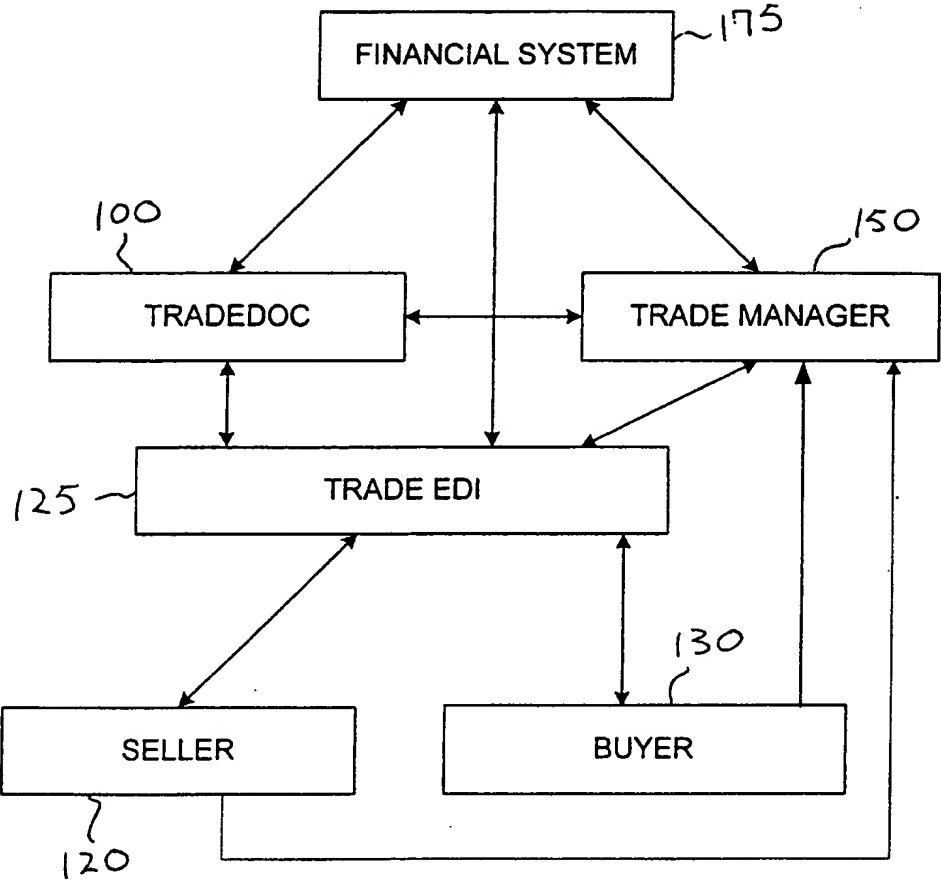 175
FINANCIAL SYSTEM
100
150
TRADEDOC
TRADE MANAGER
125
TRADE EDI
130
SELLER
BUYER
120